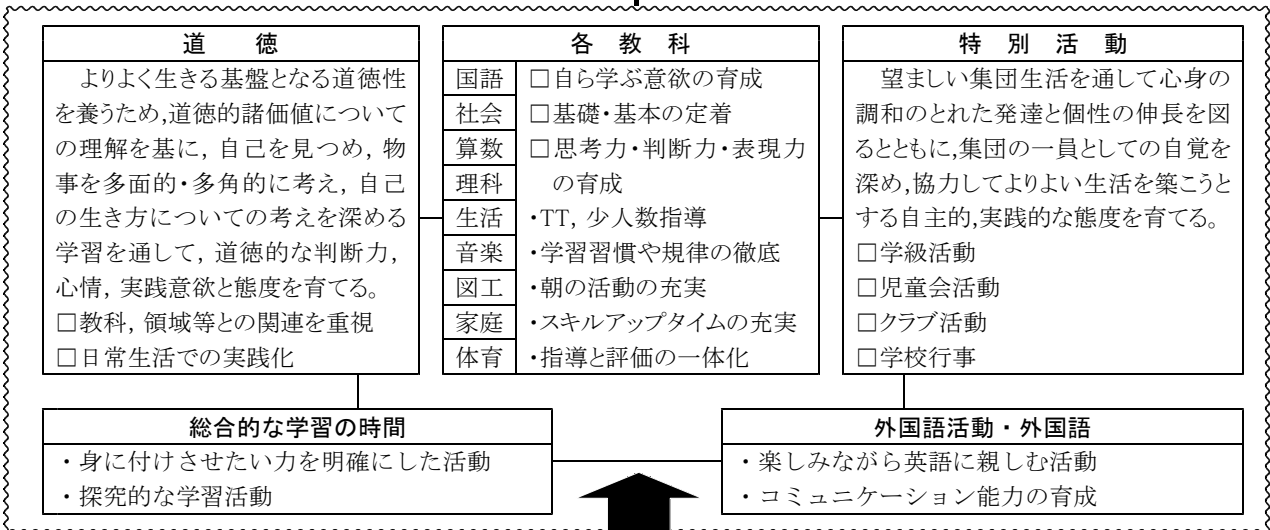 道　徳
よりよく生きる基盤となる道徳性
を養うため,道徳的諸価値について
の理解を基に, 自己を見つめ, 物
事を多面的・多角的に考え, 自己
の生き方についての考えを深める
学習を通して, 道徳的な判断力,
心情, 実践意欲と態度を育てる。
□教科, 領域等との関連を重視
□日常生活での実践化
各　教　科
国語
社会
算数
理科
生活
音楽
図工
家庭
体育
□自ら学ぶ意欲の育成
□基礎・基本の定着
□思考力・判断力・表現力
の育成
・TT, 少人数指導
・学習習慣や規律の徹底
・朝の活動の充実
・スキルアップタイムの充実
・指導と評価の一体化
特　別　活　動
望ましい集団生活を通して心身の
調和のとれた発達と個性の伸長を図
るとともに,集団の一員としての自覚を
深め,協力してよりよい生活を築こうと
する自主的,実践的な態度を育てる。
□学級活動
□児童会活動
□クラブ活動
□学校行事
総合的な学習の時間
・身に付けさせたい力を明確にした活動
・探究的な学習活動
外国語活動・外国語
・楽しみながら英語に親しむ活動
・コミュニケーション能力の育成